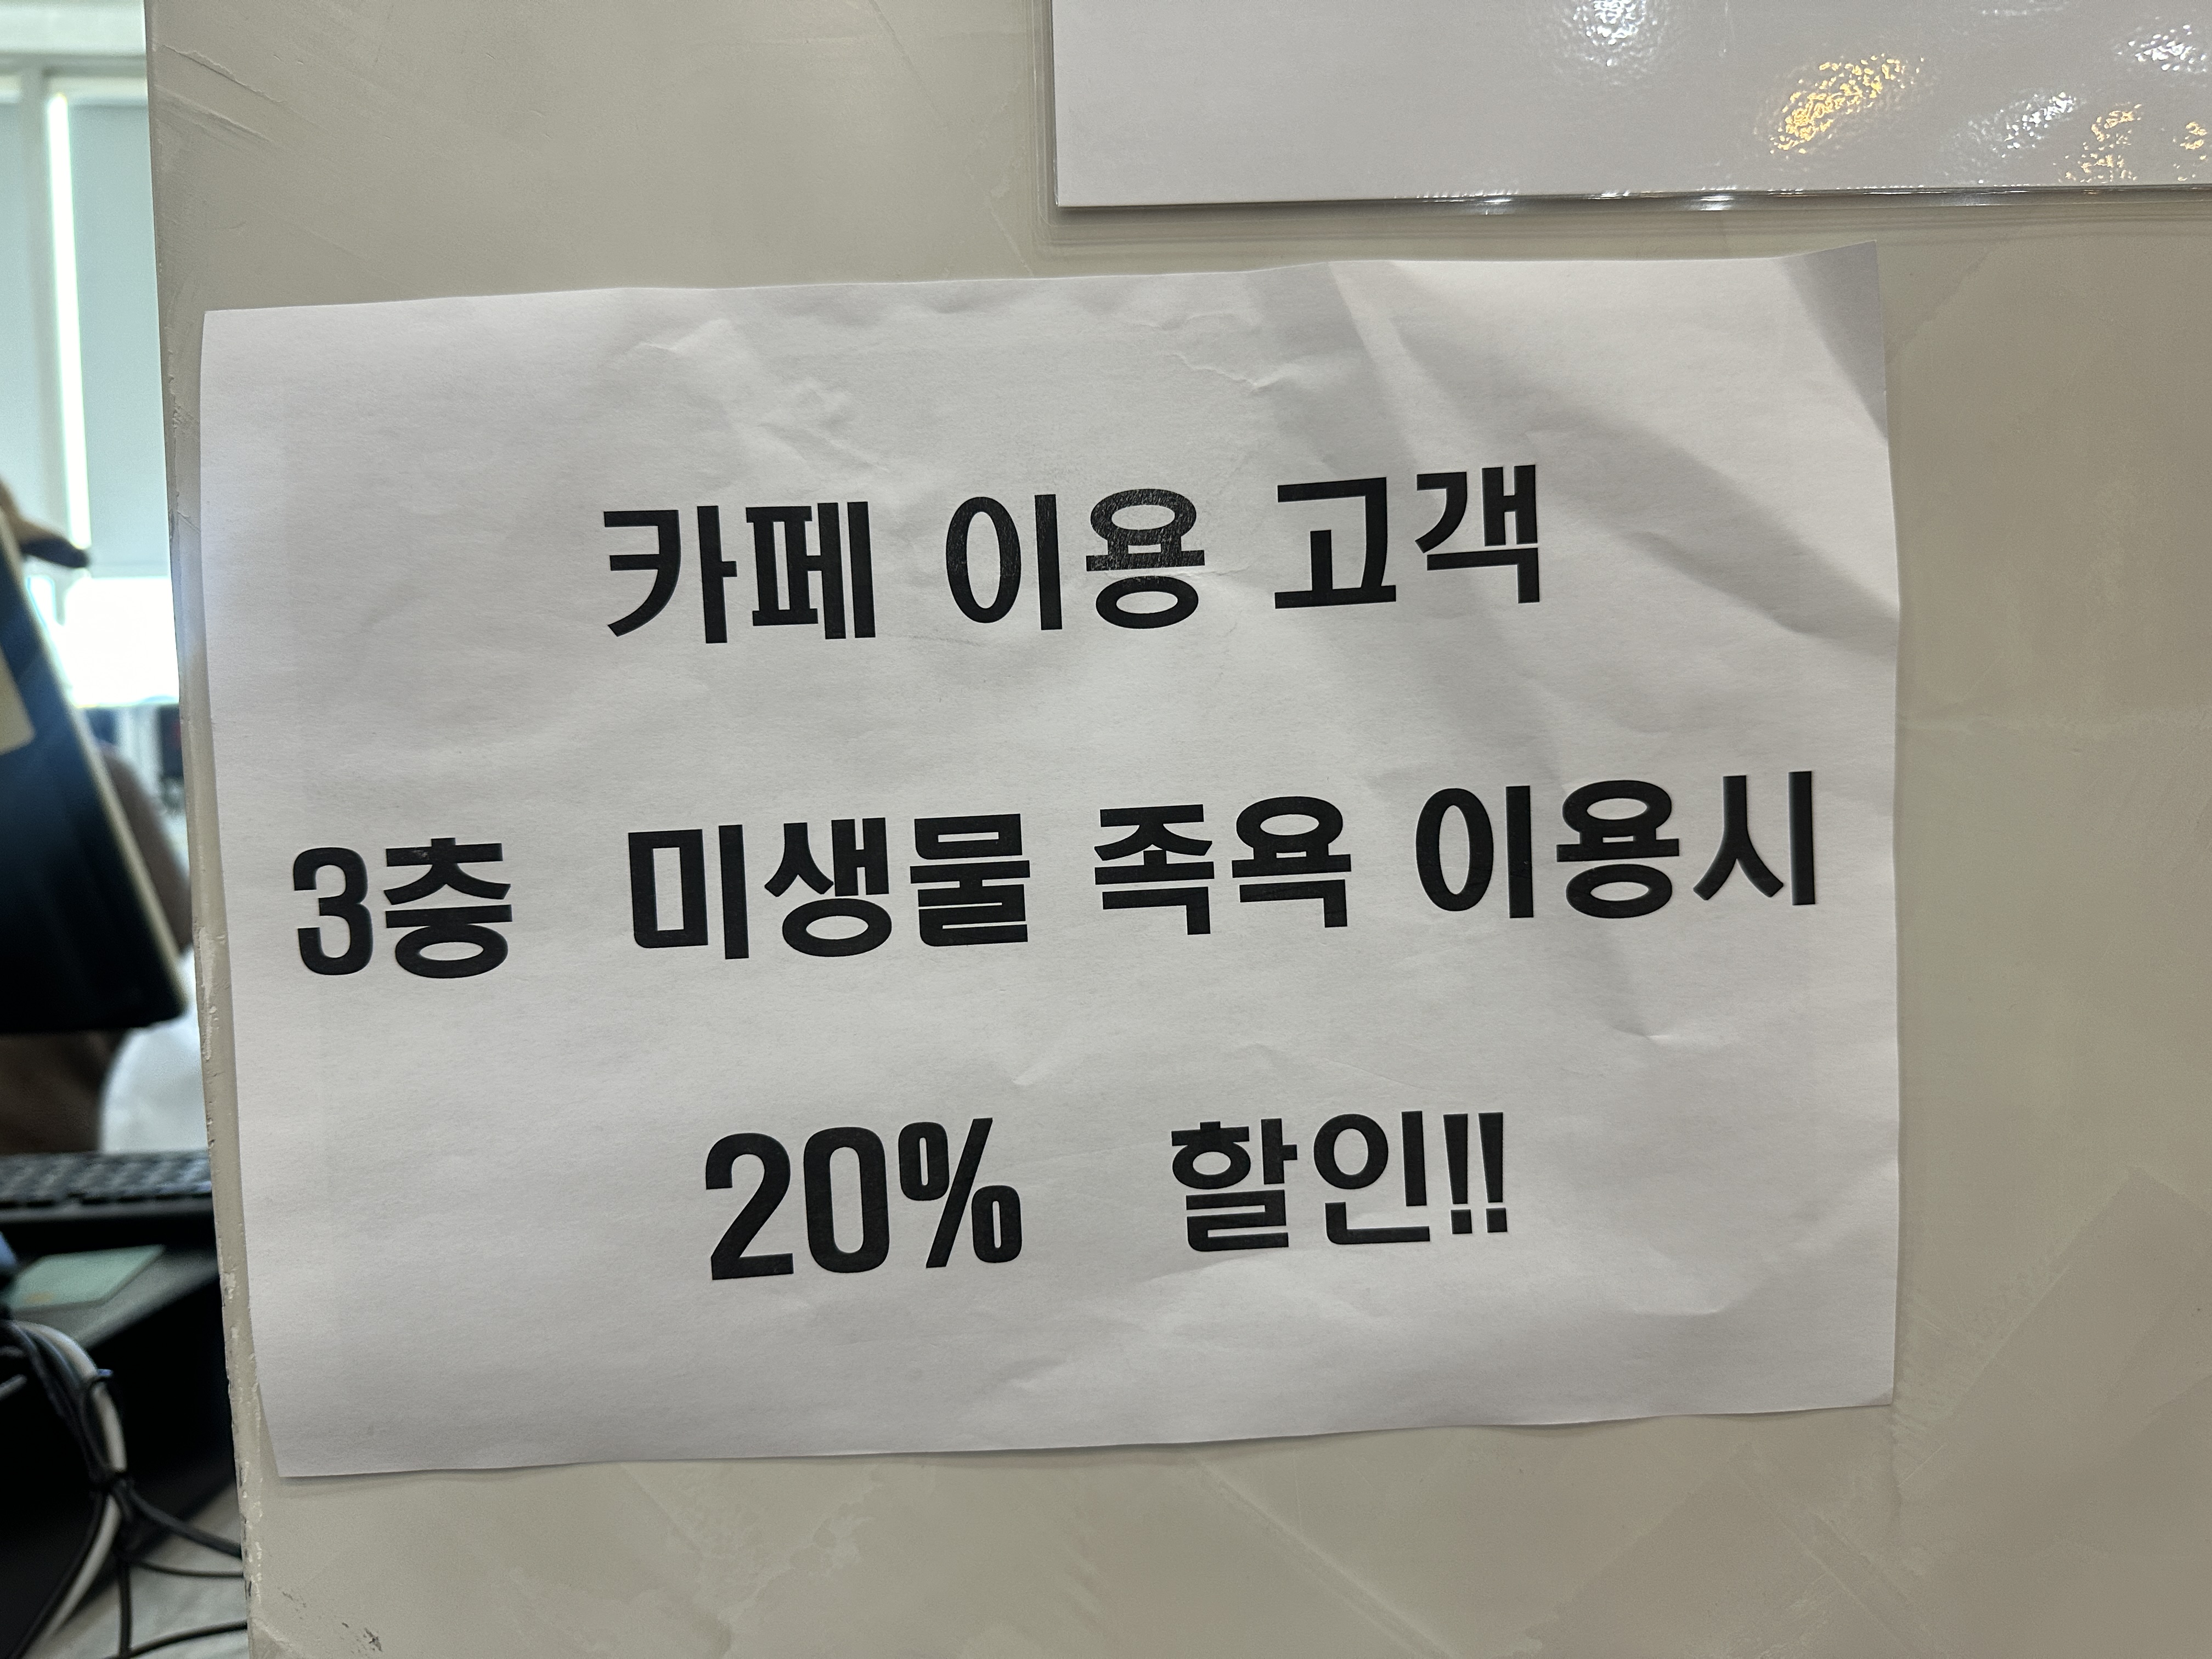 카페 이용 고객
3층 미생물 족욕 이용시
20% 할인!!